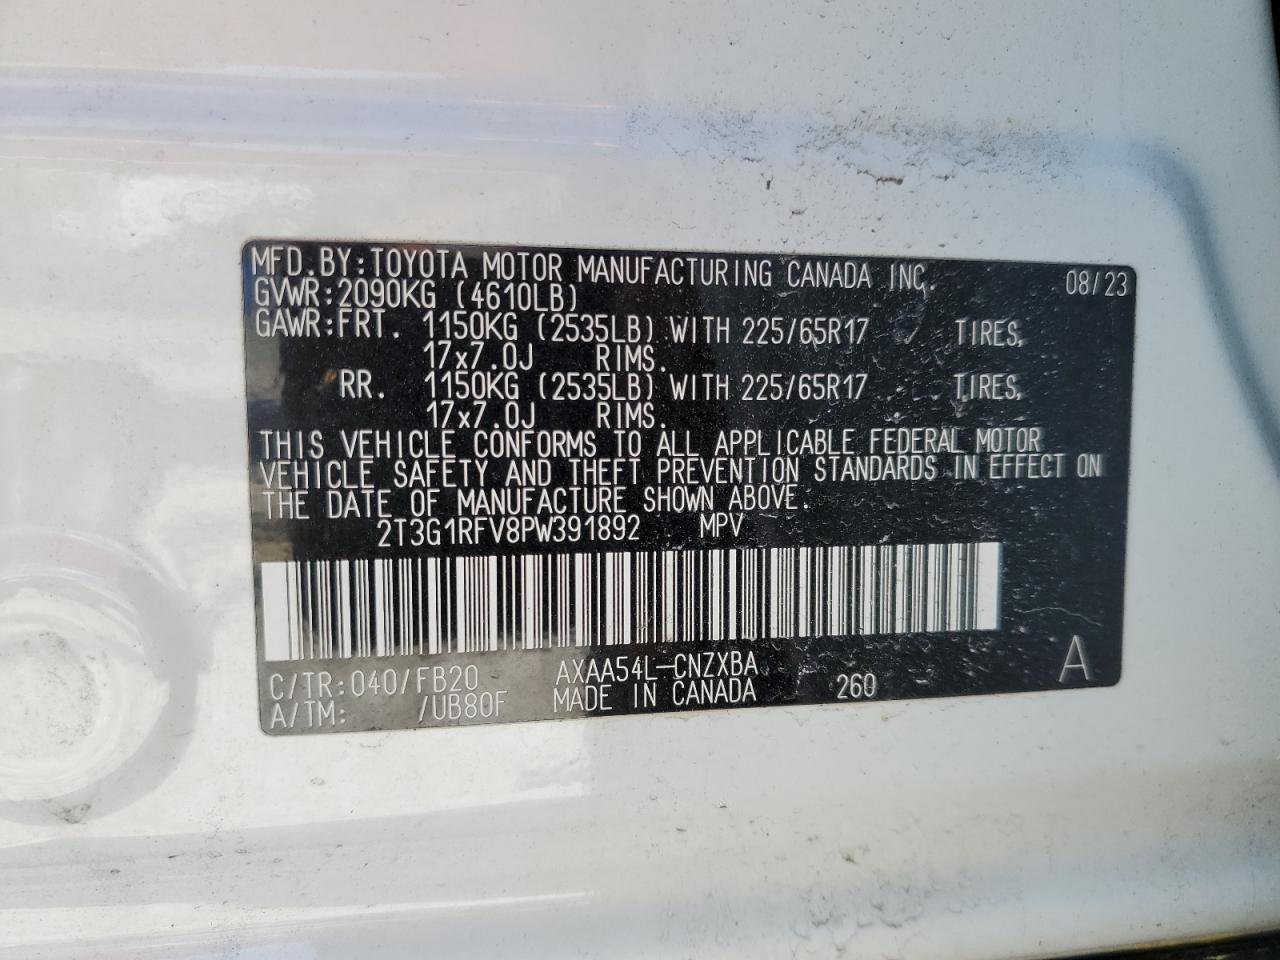 MFD.BY:TOYOTA MOTOR MANUFACTURING CANADA INC. 08/23
GVWR:2090KG (4610LB)
GAWR:FRT. 1150KG (2535LB) WITH 225/65R17 TIRES,
17x7.0J RIMS.
RR. 1150KG (2535LB) WITH 225/65R17 TIRES,
17x7.0J RIMS.
THIS VEHICLE CONFORMS TO ALL APPLICABLE FEDERAL MOTOR
VEHICLE SAFETY AND THEFT PREVENTION STANDARDS IN EFFECT ON
THE DATE OF MANUFACTURE SHOWN ABOVE.
2T3G1RFV8PW391892 MPV
C/TR:040/FB20 AXAA54L-CNZXBA A
A/TM: /UB80F MADE IN CANADA 260